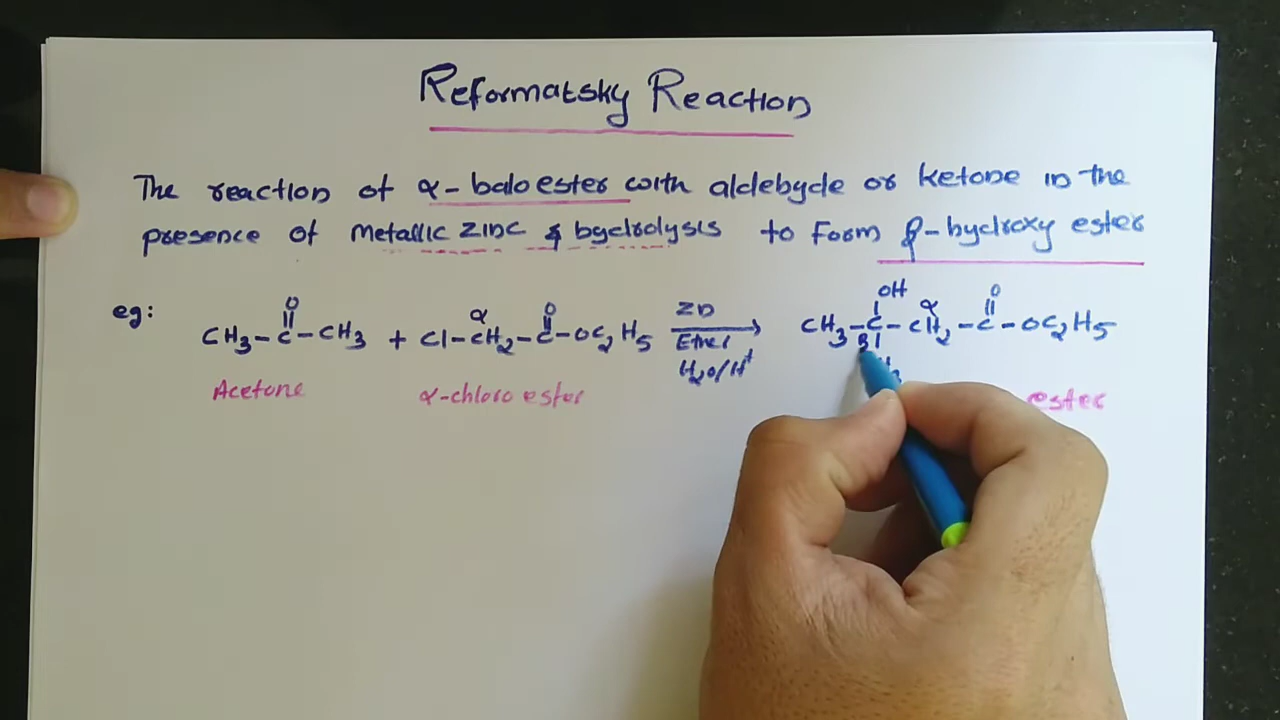 Reformatsky Reaction
The reaction of α-haloester with aldehyde or ketone in the
presence of metallic zinc & hydrolysis to form β-hydroxy ester
O OH α O
eg: CH3-C-CH3 + Cl-CH2-C-OC2H5 Zn CH3-C-CH2-C-OC2H5
α O Ether β
H2O/H+
Acetone α-chloro ester ester